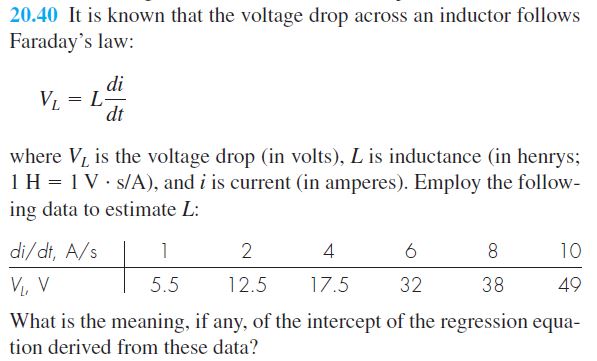 20.40 It is known that the voltage drop across an inductor follows
Faraday's law:
V_L = L di/dt
where V_L is the voltage drop (in volts), L is inductance (in henrys;
1 H = 1 V · s/A), and i is current (in amperes). Employ the follow-
ing data to estimate L:
di/dt, A/s 1 2 4 6 8 10
V_L, V 5.5 12.5 17.5 32 38 49
What is the meaning, if any, of the intercept of the regression equa-
tion derived from these data?